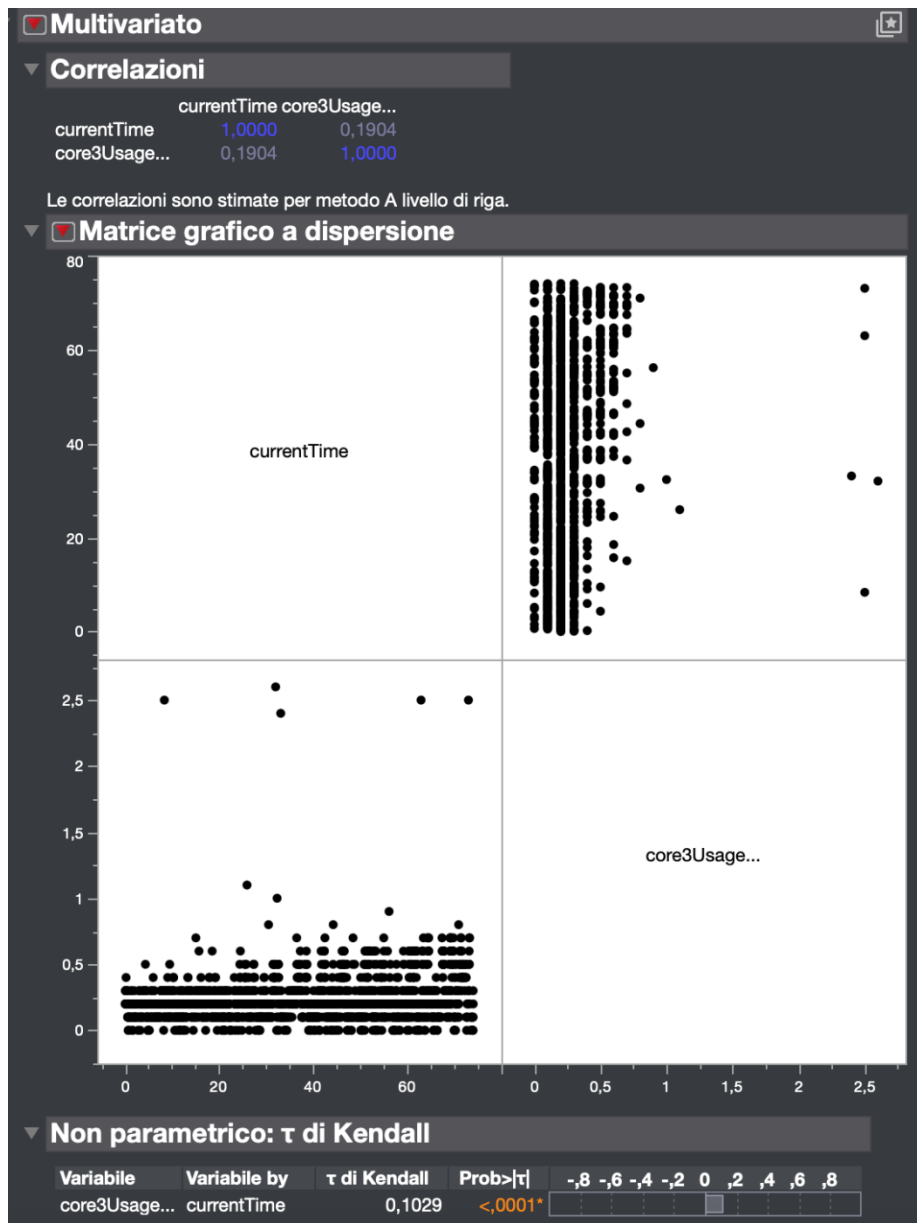 Multivariato
Correlazioni
currentTime core3Usage...
currentTime 1,0000 0,1904
core3Usage... 0,1904 1,0000
Le correlazioni sono stimate per metodo A livello di riga.
Matrice grafico a dispersione
80
60
40
20
0
currentTime
2,5
2
1,5
1
0,5
0
core3Usage...
0 20 40 60 0 0,5 1 1,5 2 2,5
Non parametrico: τ di Kendall
Variabile Variabile by τ di Kendall Prob>|τ| -,8 -,6 -,4 -,2 0 ,2 ,4 ,6 ,8
core3Usage... currentTime 0,1029 <,0001*